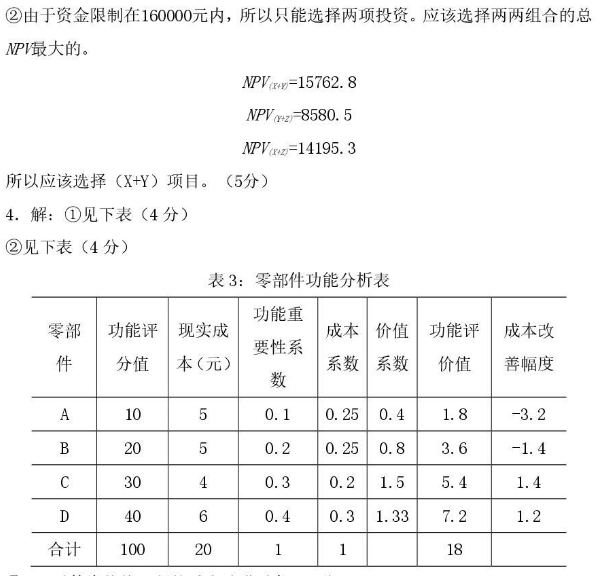 ②由于资金限制在160000元内，所以只能选择两项投资。应该选择两两组合的总
NPV最大的。
NPV(X+Y)=15762.8
NPV(Y+Z)=8580.5
NPV(X+Z)=14195.3
所以应该选择（X+Y）项目。（5分）
4．解：①见下表（4 分）
②见下表（4 分）
表 3：零部件功能分析表
零部件 功能评分值 现实成本（元） 功能重要性系数 成本系数 价值系数 功能评价值 成本改善幅度
A 10 5 0.1 0.25 0.4 1.8 -3.2
B 20 5 0.2 0.25 0.8 3.6 -1.4
C 30 4 0.3 0.2 1.5 5.4 1.4
D 40 6 0.4 0.3 1.33 7.2 1.2
合计 100 20 1 1 18